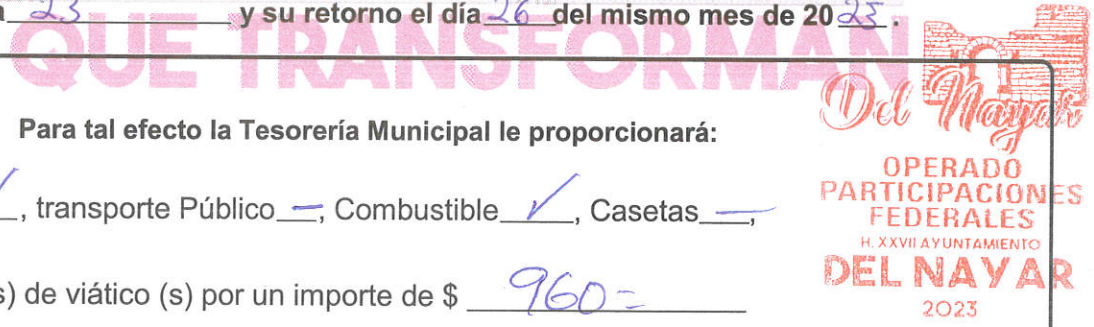 23 y su retorno el día 26 del mismo mes de 2023.
QUE TRANSFORMAN
Del Nayar
Para tal efecto la Tesorería Municipal le proporcionará:
OPERADO
PARTICIPACIONES
FEDERALES
H. XXVII AYUNTAMIENTO
DEL NAYAR
2023
✓, transporte Público —, Combustible ✓, Casetas —,
s) de viático (s) por un importe de $ 960=